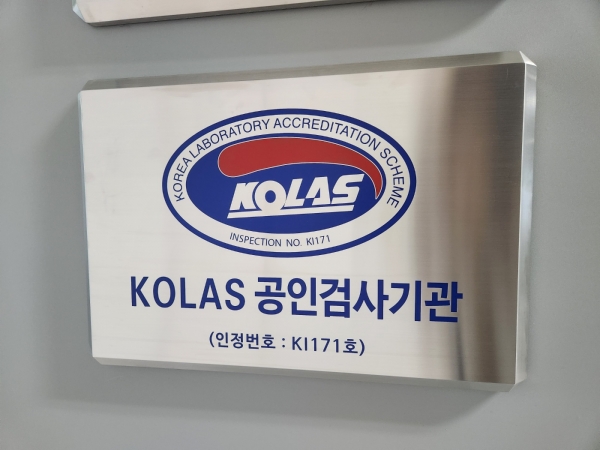 KOREA LABORATORY ACCREDITATION SCHEME
KOLAS
INSPECTION NO. KI171
KOLAS 공인검사기관
(인정번호 : KI171호)